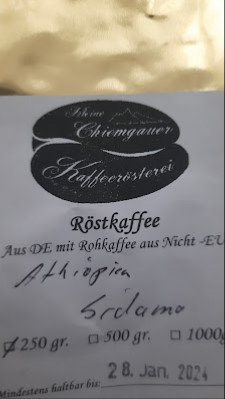 Kleine
Chiemgauer
Kaffeerösterei
Röstkaffee
Aus DE mit Rohkaffee aus Nicht -EU
Äthiopien
Sidamo
250 gr. 500 gr. 1000g
Mindestens haltbar bis: 28. Jan. 2024